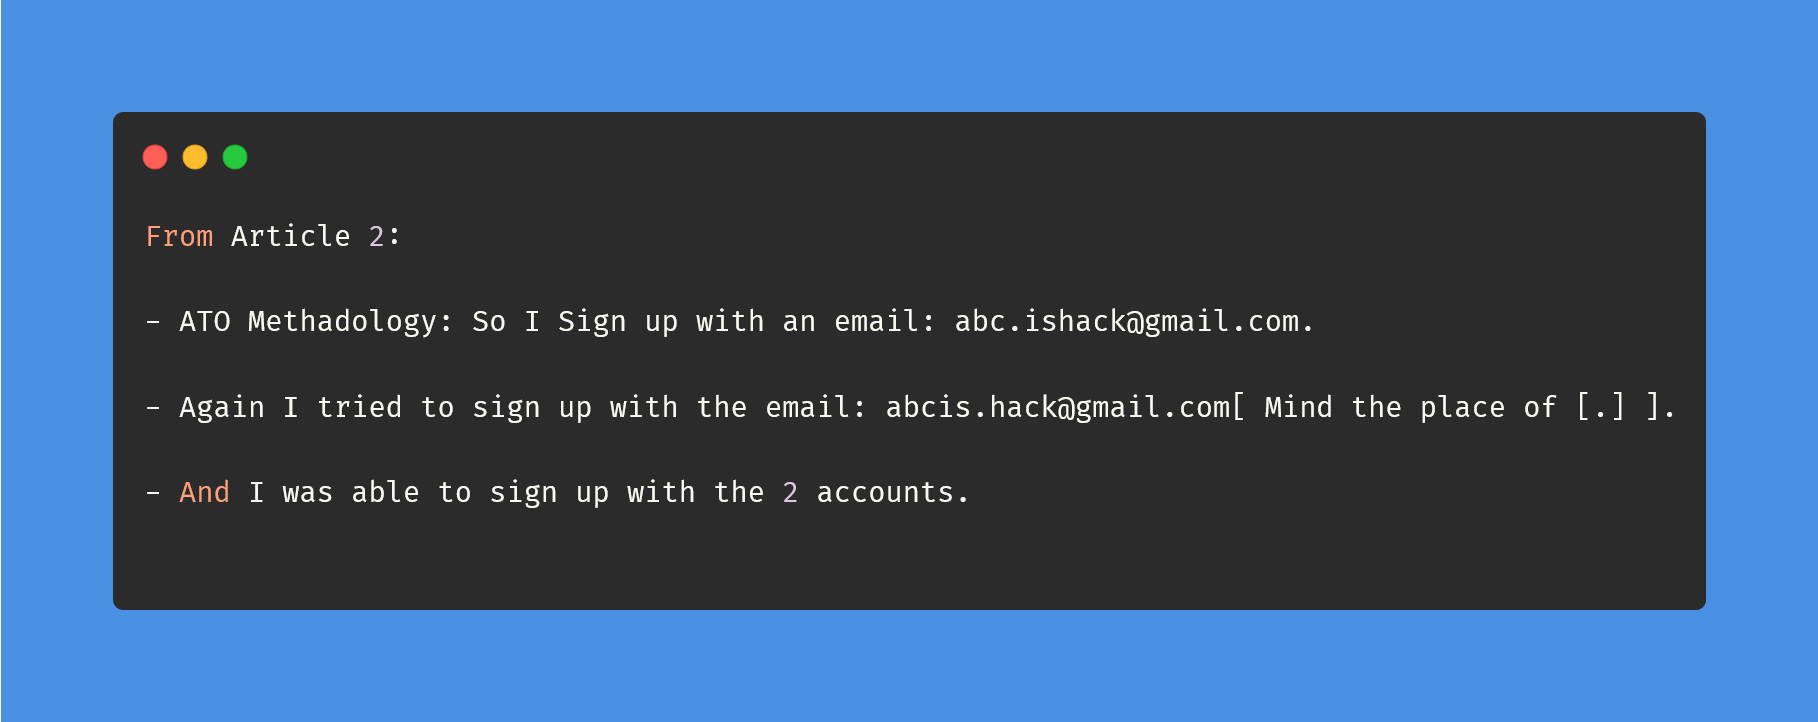 From Article 2:
- ATO Methadology: So I Sign up with an email: abc.ishack@gmail.com.
- Again I tried to sign up with the email: abcis.hack@gmail.com[ Mind the place of [.] ].
- And I was able to sign up with the 2 accounts.